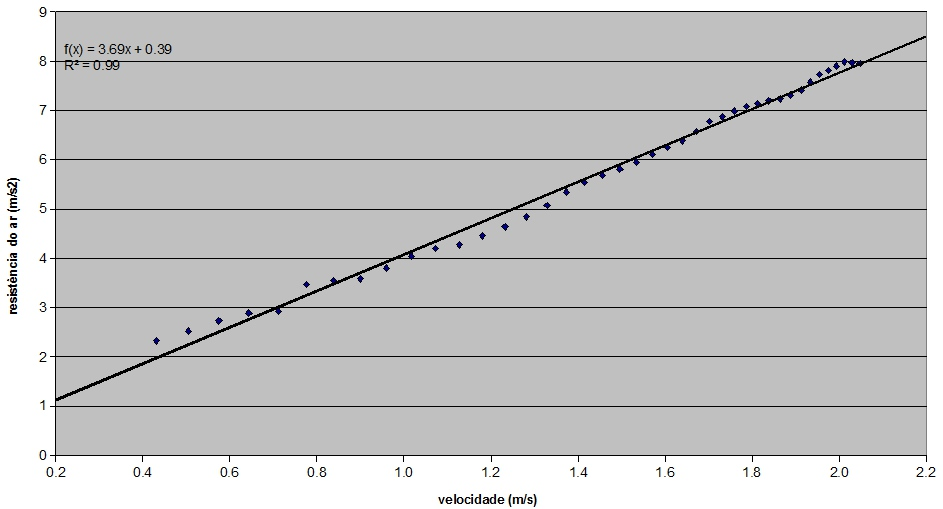 9
f(x) = 3.69x + 0.39
8
R² = 0.99
7
6
5
4
3
2
1
0
resistência do ar (m/s2)
0.2 0.4 0.6 0.8 1.0 1.2 1.4 1.6 1.8 2.0 2.2
velocidade (m/s)